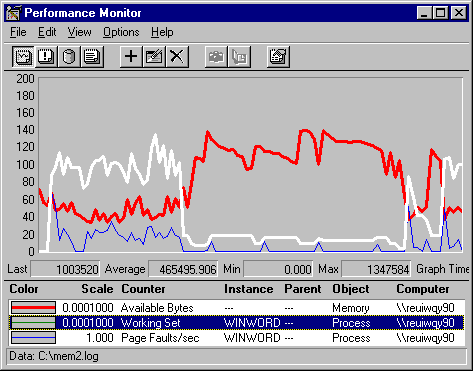 Performance Monitor
File Edit View Options Help
200
180
160
140
120
100
80
60
40
20
0
Last 1003520 Average 465495.906 Min 0.000 Max 1347584 Graph Time
Color Scale Counter Instance Parent Object Computer
0.0001000 Available Bytes --- --- Memory \\reuiwqy90
0.0001000 Working Set WINWORD --- Process \\reuiwqy90
1.000 Page Faults/sec WINWORD --- Process \\reuiwqy90
Data: C:\mem2.log